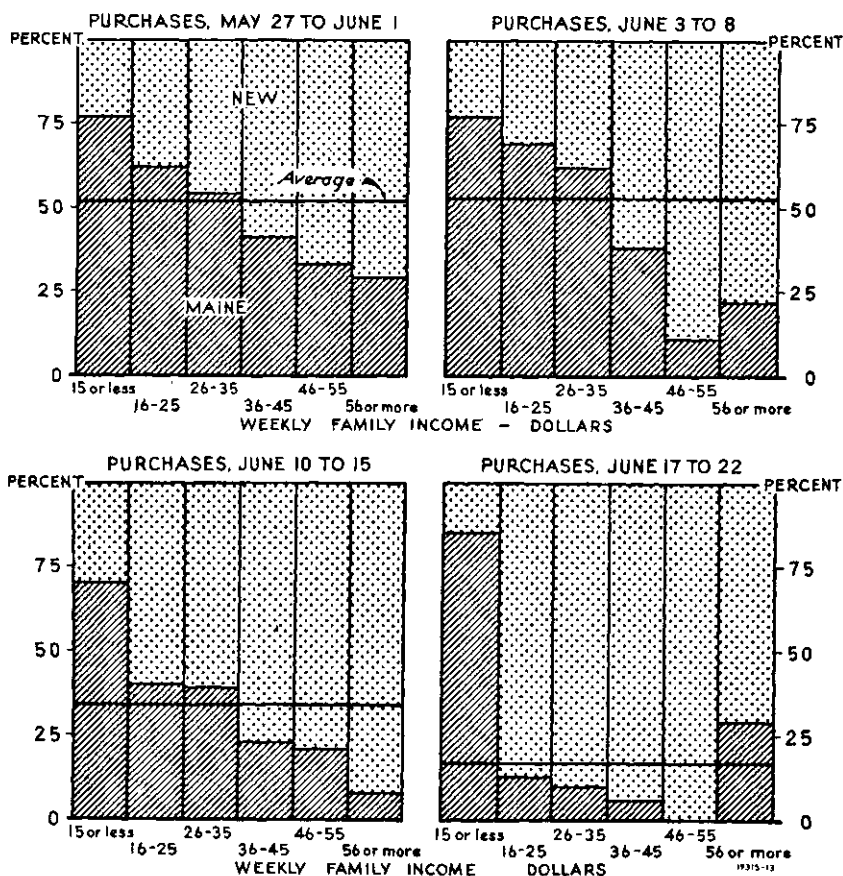 PURCHASES, MAY 27 TO JUNE 1
PERCENT
75
50
25
0
NEW
Average
MAINE
15 or less
16-25
26-35
36-45
46-55
56 or more
PURCHASES, JUNE 3 TO 8
PERCENT
75
50
25
0
15 or less
16-25
26-35
36-45
46-55
56 or more
WEEKLY FAMILY INCOME - DOLLARS
PURCHASES, JUNE 10 TO 15
PERCENT
75
50
25
0
15 or less
16-25
26-35
36-45
46-55
56 or more
PURCHASES, JUNE 17 TO 22
PERCENT
75
50
25
0
15 or less
16-25
26-35
36-45
46-55
56 or more
WEEKLY FAMILY INCOME DOLLARS
19315-13